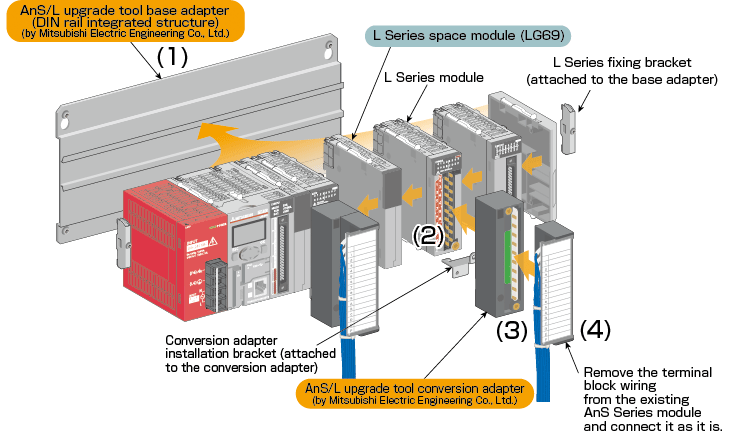 AnS/L upgrade tool base adapter
(DIN rail integrated structure)
(by Mitsubishi Electric Engineering Co., Ltd.)
(1)
L Series space module (LG69)
L Series module
L Series fixing bracket
(attached to the base adapter)
(2)
(3)
(4)
Conversion adapter
installation bracket (attached
to the conversion adapter)
AnS/L upgrade tool conversion adapter
(by Mitsubishi Electric Engineering Co., Ltd.)
Remove the terminal
block wiring
from the existing
AnS Series module
and connect it as it is.